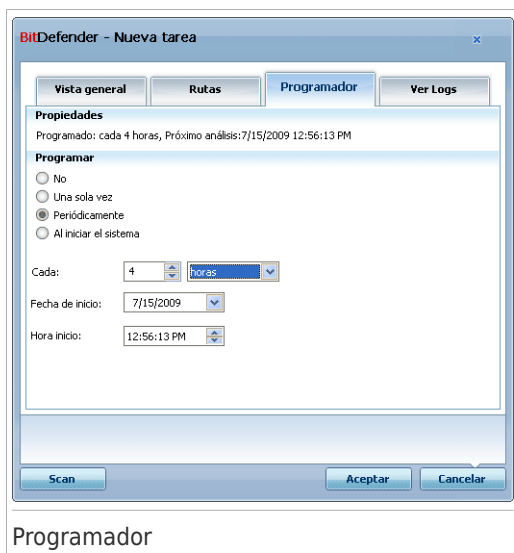 BitDefender - Nueva tarea
Vista general Rutas Programador Ver Logs
Propiedades
Programado: cada 4 horas, Próximo análisis:7/15/2009 12:56:13 PM
Programar
No
Una sola vez
Periódicamente
Al iniciar el sistema
Cada: 4 horas
Fecha de inicio: 7/15/2009
Hora inicio: 12:56:13 PM
Scan Aceptar Cancelar
Programador